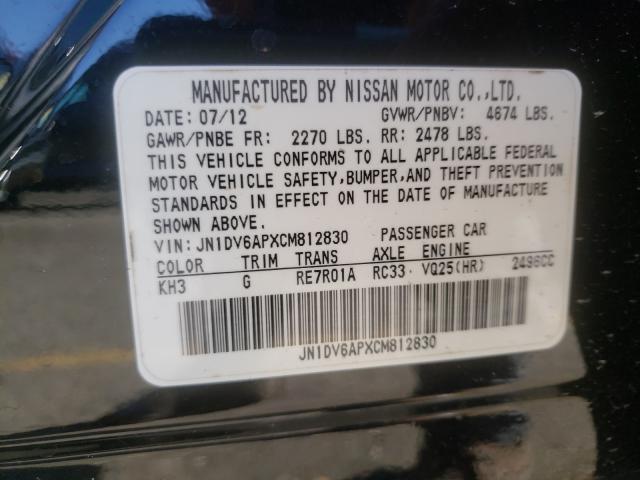 MANUFACTURED BY NISSAN MOTOR CO.,LTD.
DATE: 07/12 GVWR/PNBV: 4674 LBS.
GAWR/PNBE FR: 2270 LBS. RR: 2478 LBS.
THIS VEHICLE CONFORMS TO ALL APPLICABLE FEDERAL
MOTOR VEHICLE SAFETY,BUMPER,AND THEFT PREVENTION
STANDARDS IN EFFECT ON THE DATE OF MANUFACTURE
SHOWN ABOVE.
VIN: JN1DV6APXCM812830 PASSENGER CAR
COLOR TRIM TRANS AXLE ENGINE
KH3 G RE7R01A RC33 VQ25(HR) 2496CC
JN1DV6APXCM812830